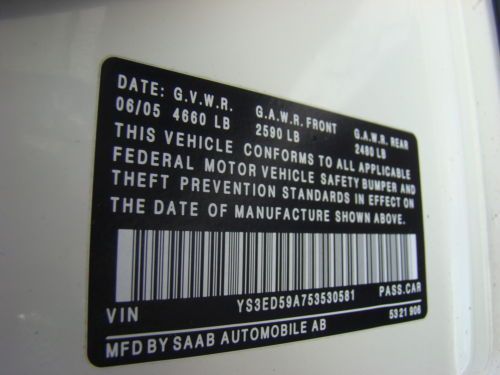 DATE: G.V.W.R. G.A.W.R. FRONT G.A.W.R. REAR
06/05 4660 LB 2590 LB 2480 LB
THIS VEHICLE CONFORMS TO ALL APPLICABLE
FEDERAL MOTOR VEHICLE SAFETY BUMPER AND
THEFT PREVENTION STANDARDS IN EFFECT ON
THE DATE OF MANUFACTURE SHOWN ABOVE.
VIN YS3ED59A753530581 PASS.CAR
MFD BY SAAB AUTOMOBILE AB 5321 906